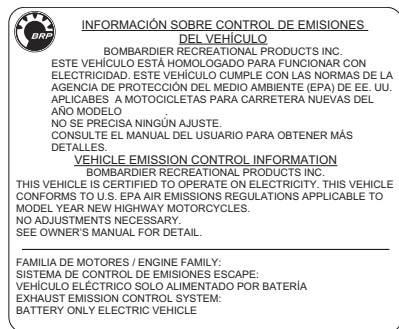 BRP
INFORMACIÓN SOBRE CONTROL DE EMISIONES
DEL VEHÍCULO
BOMBARDIER RECREATIONAL PRODUCTS INC.
ESTE VEHÍCULO ESTÁ HOMOLOGADO PARA FUNCIONAR CON
ELECTRICIDAD. ESTE VEHÍCULO CUMPLE CON LAS NORMAS DE LA
AGENCIA DE PROTECCIÓN DEL MEDIO AMBIENTE (EPA) DE EE. UU.
APLICABES A MOTOCICLETAS PARA CARRETERA NUEVAS DEL
AÑO MODELO .
NO SE PRECISA NINGÚN AJUSTE.
CONSULTE EL MANUAL DEL USUARIO PARA OBTENER MÁS
DETALLES.
VEHICLE EMISSION CONTROL INFORMATION
BOMBARDIER RECREATIONAL PRODUCTS INC.
THIS VEHICLE IS CERTIFIED TO OPERATE ON ELECTRICITY. THIS VEHICLE
CONFORMS TO U.S. EPA AIR EMISSIONS REGULATIONS APPLICABLE TO
MODEL YEAR NEW HIGHWAY MOTORCYCLES.
NO ADJUSTMENTS NECESSARY.
SEE OWNER'S MANUAL FOR DETAIL.
FAMILIA DE MOTORES / ENGINE FAMILY:
SISTEMA DE CONTROL DE EMISIONES ESCAPE:
VEHÍCULO ELÉCTRICO SOLO ALIMENTADO POR BATERÍA
EXHAUST EMISSION CONTROL SYSTEM:
BATTERY ONLY ELECTRIC VEHICLE